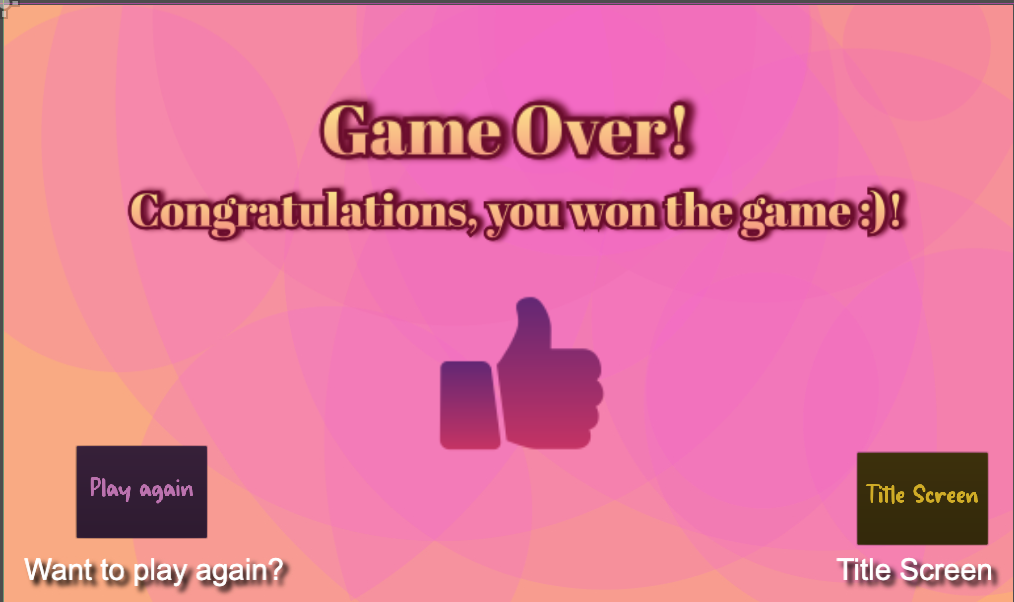 Game Over!
Congratulations, you won the game :)!
Play again
Title Screen
Want to play again?
Title Screen